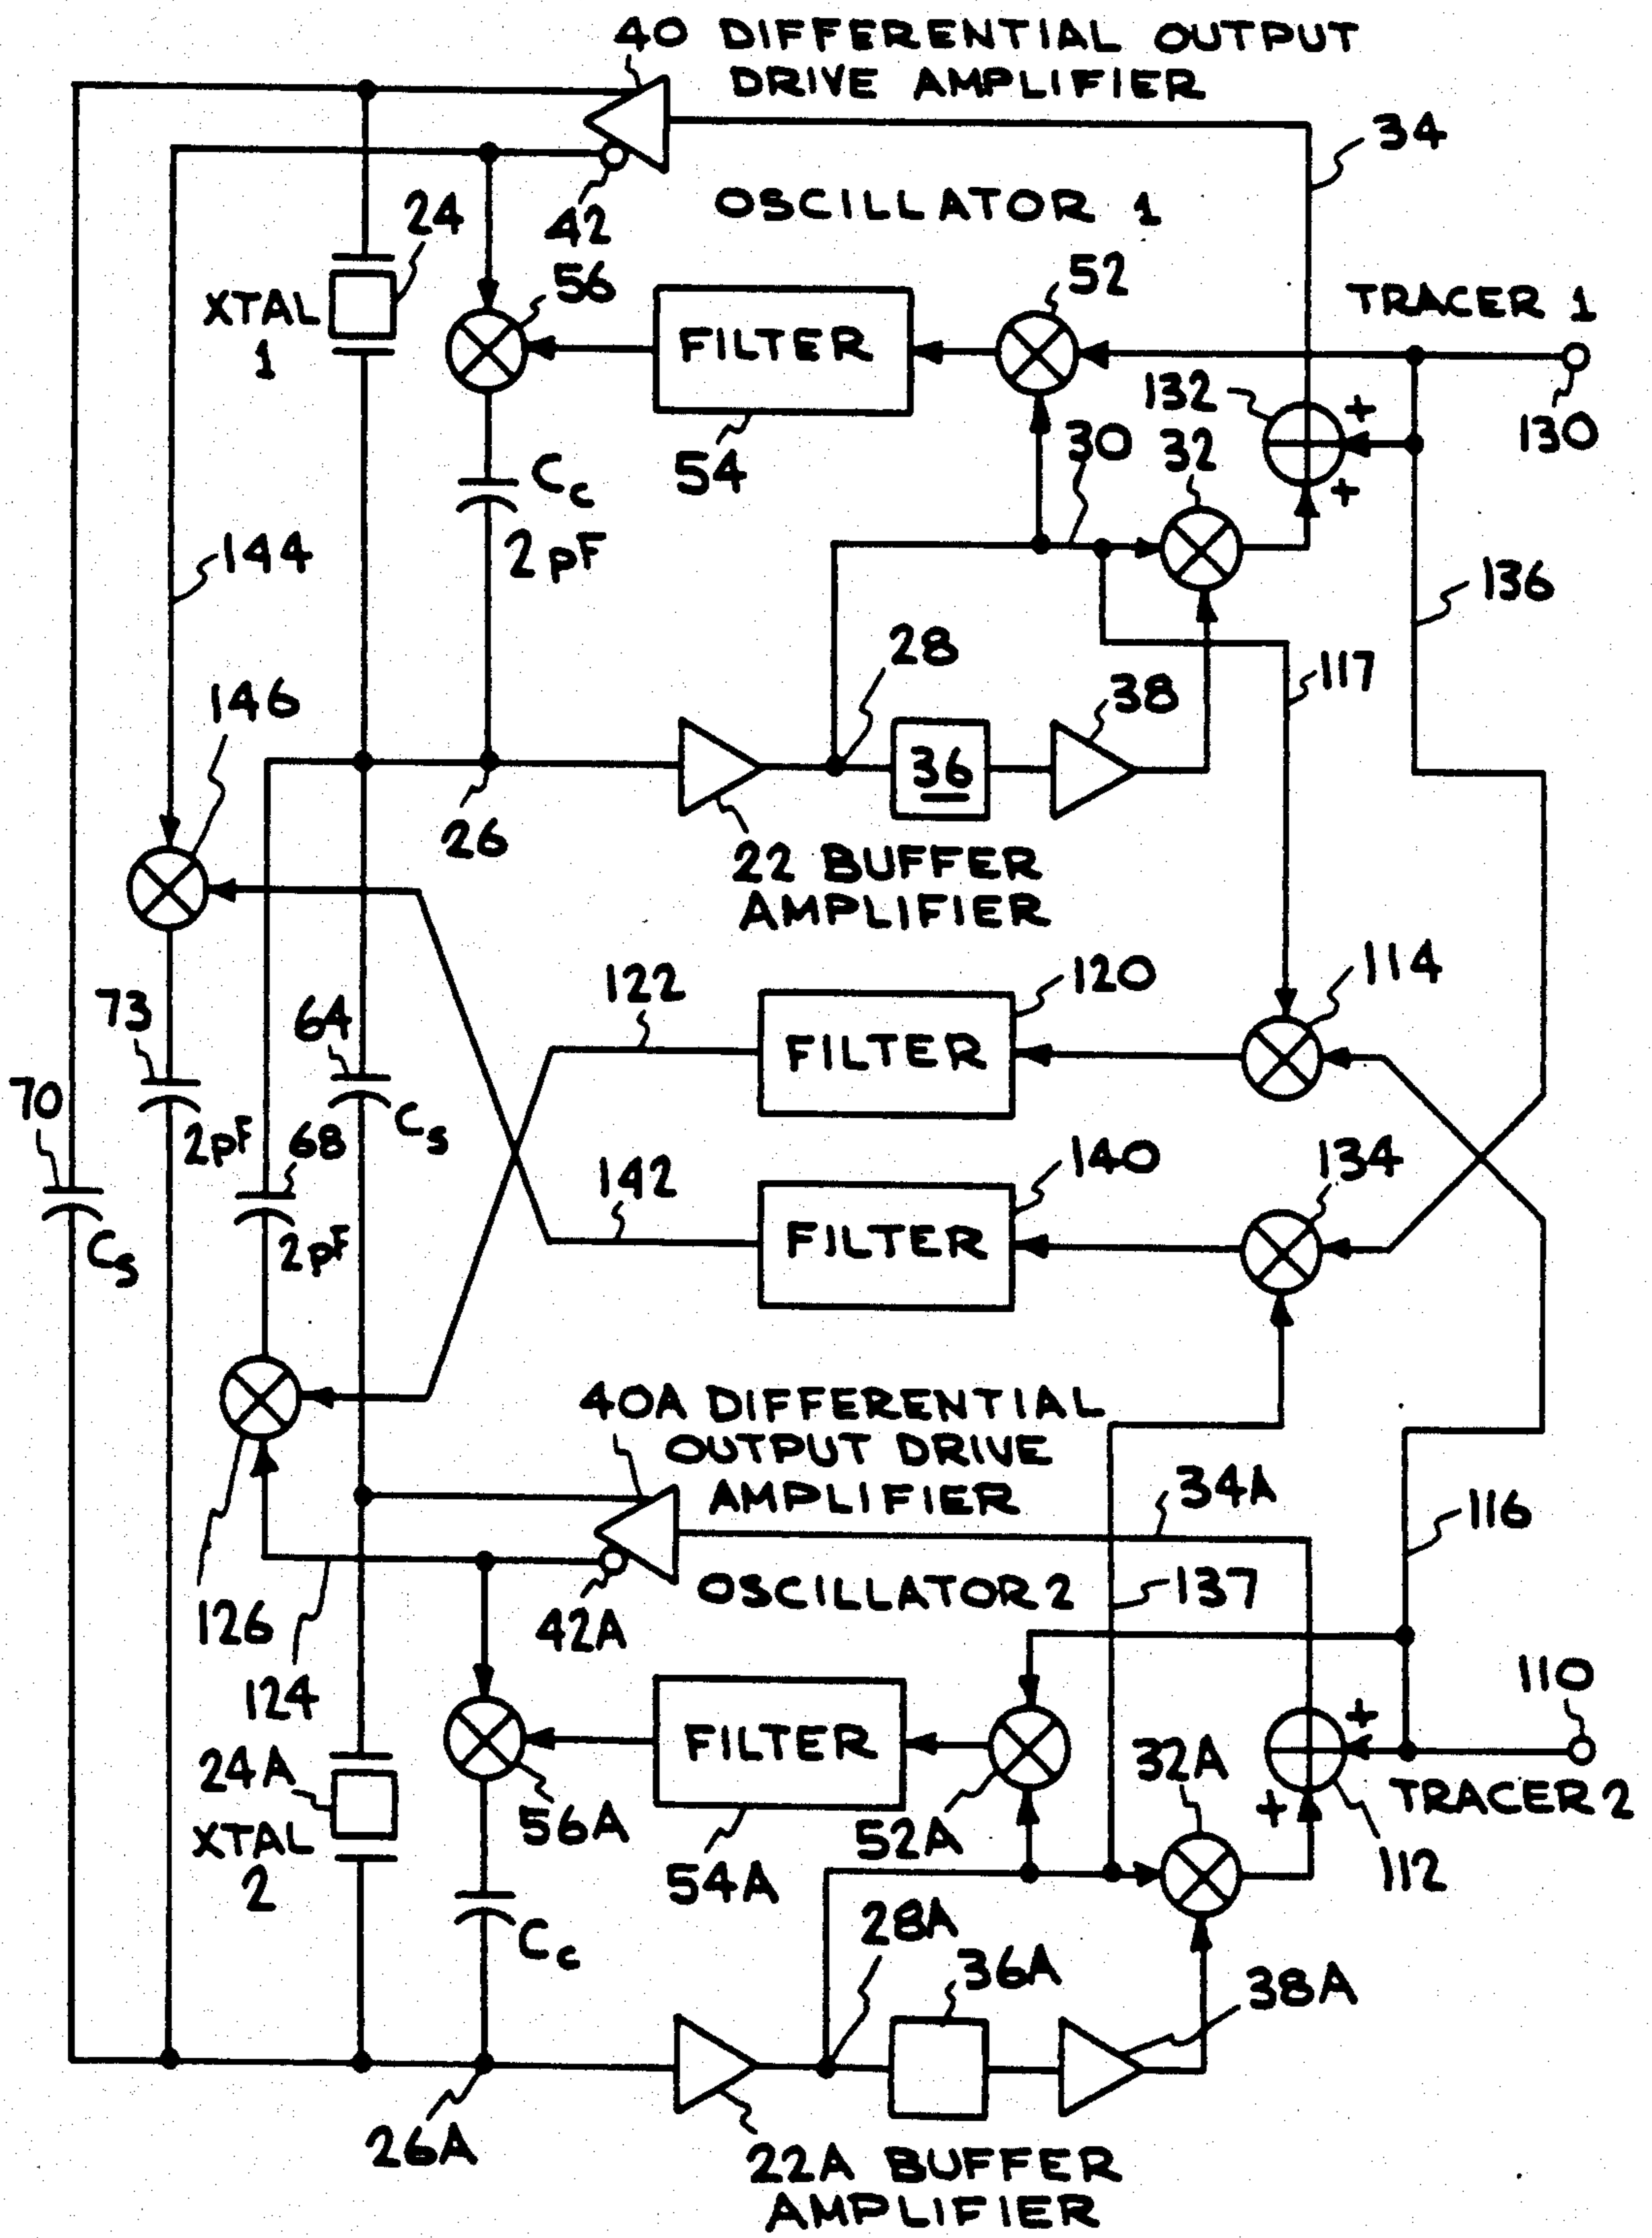 40 DIFFERENTIAL OUTPUT
DRIVE AMPLIFIER
34
42
OSCILLATOR 1
24
XTAL
1
56
52
TRACER 1
FILTER
132
+
130
54
30
32
+
Cc
2pF
144
136
28
117
146
38
36
26
22 BUFFER
AMPLIFIER
122
120
114
73
64
FILTER
70
2pF
68
Cs
142
140
134
Cs
2pF
FILTER
40A DIFFERENTIAL
OUTPUT DRIVE
AMPLIFIER
34A
116
126
42A
OSCILLATOR 2
137
124
110
24A
FILTER
32A
+
XTAL
2
56A
52A
+
TRACER 2
54A
112
Cc
28A
36A
38A
26A
22A BUFFER
AMPLIFIER